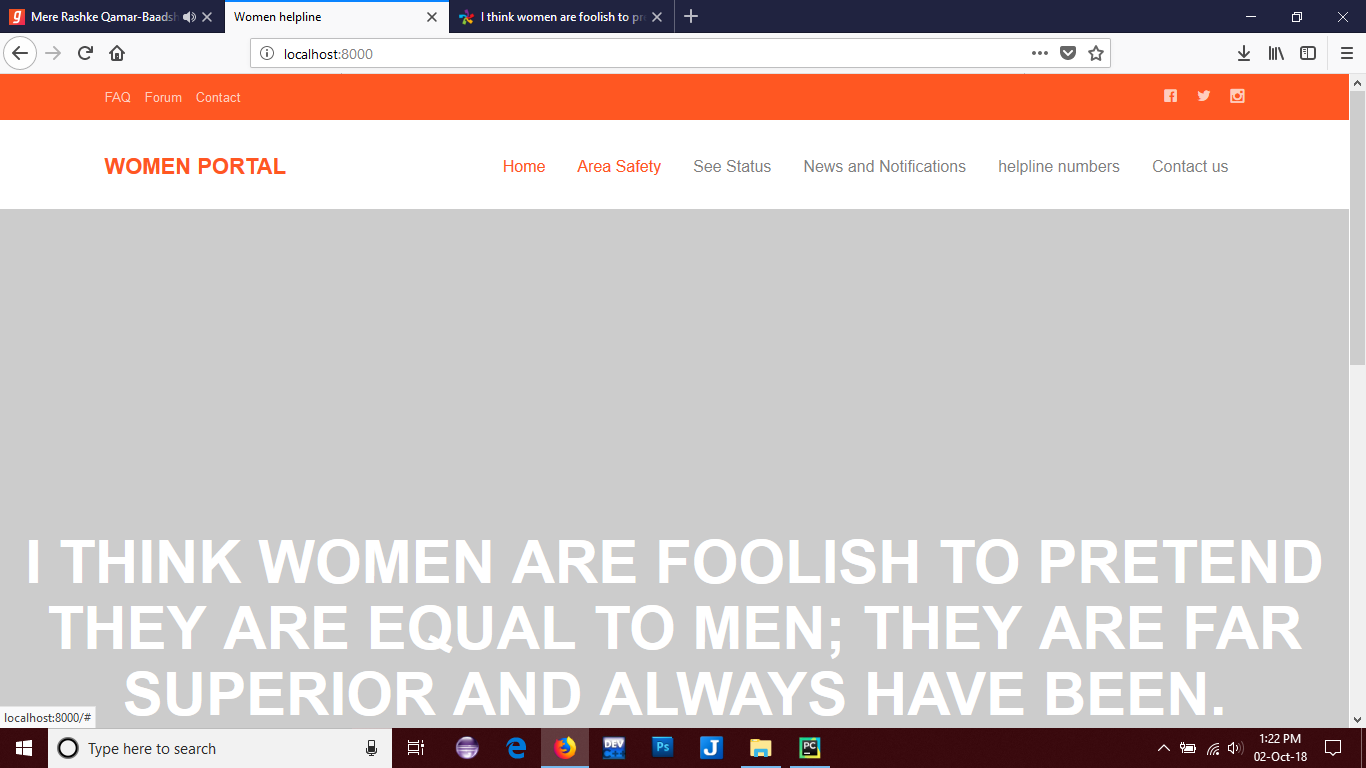 Mere Rashke Qamar-Baadsh
Women helpline
I think women are foolish to pr
localhost:8000
FAQ Forum Contact
WOMEN PORTAL
Home Area Safety See Status News and Notifications helpline numbers Contact us
I THINK WOMEN ARE FOOLISH TO PRETEND
THEY ARE EQUAL TO MEN; THEY ARE FAR
SUPERIOR AND ALWAYS HAVE BEEN.
localhost:8000/#
Type here to search
DEV
Ps
J
PC
1:22 PM
02-Oct-18